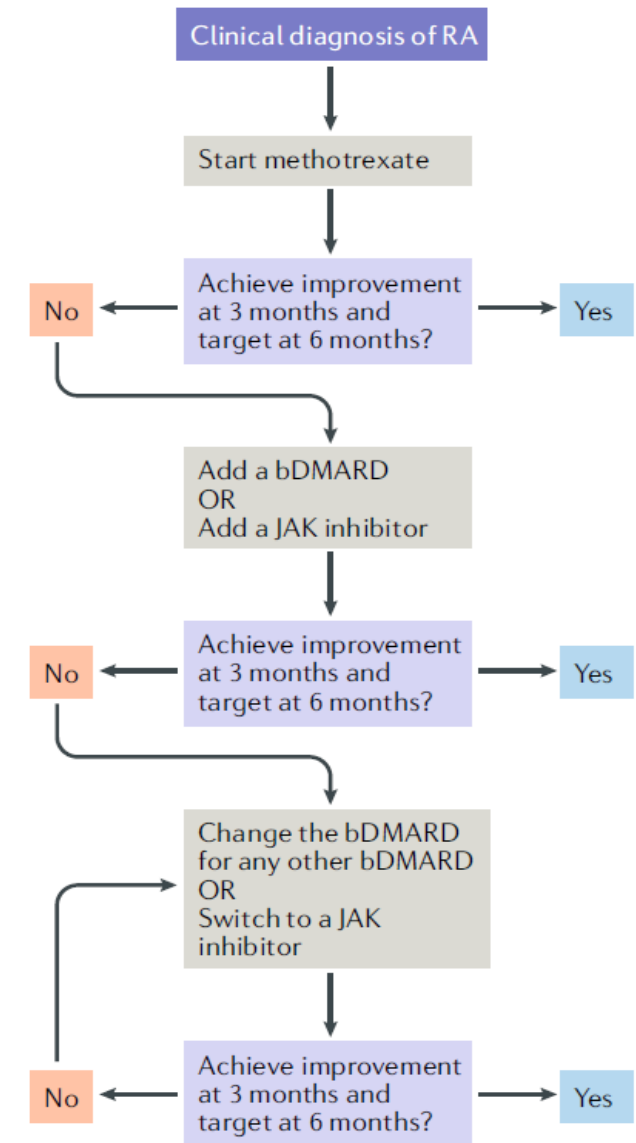 Clinical diagnosis of RA
Start methotrexate
Achieve improvement
at 3 months and
target at 6 months?
No
Yes
Add a bDMARD
OR
Add a JAK inhibitor
Achieve improvement
at 3 months and
target at 6 months?
No
Yes
Change the bDMARD
for any other bDMARD
OR
Switch to a JAK
inhibitor
Achieve improvement
at 3 months and
target at 6 months?
No
Yes